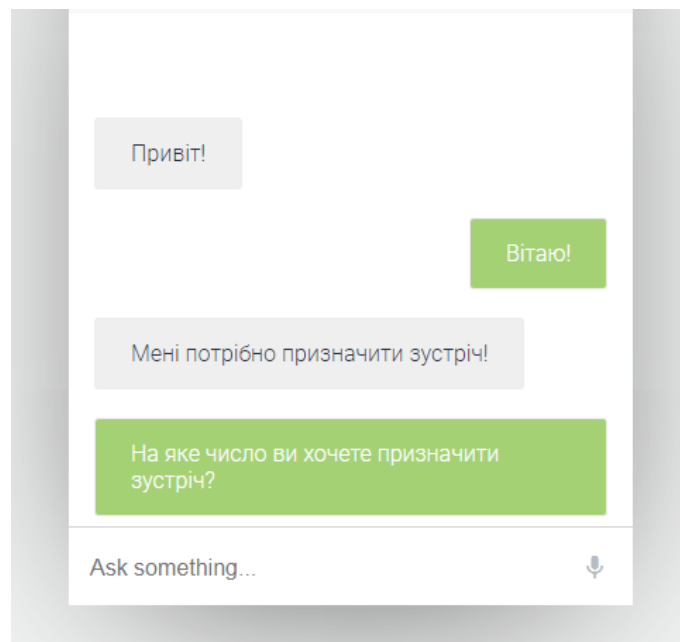 Привіт!
Вітаю!
Мені потрібно призначити зустріч!
На яке число ви хочете призначити
зустріч?
Ask something...